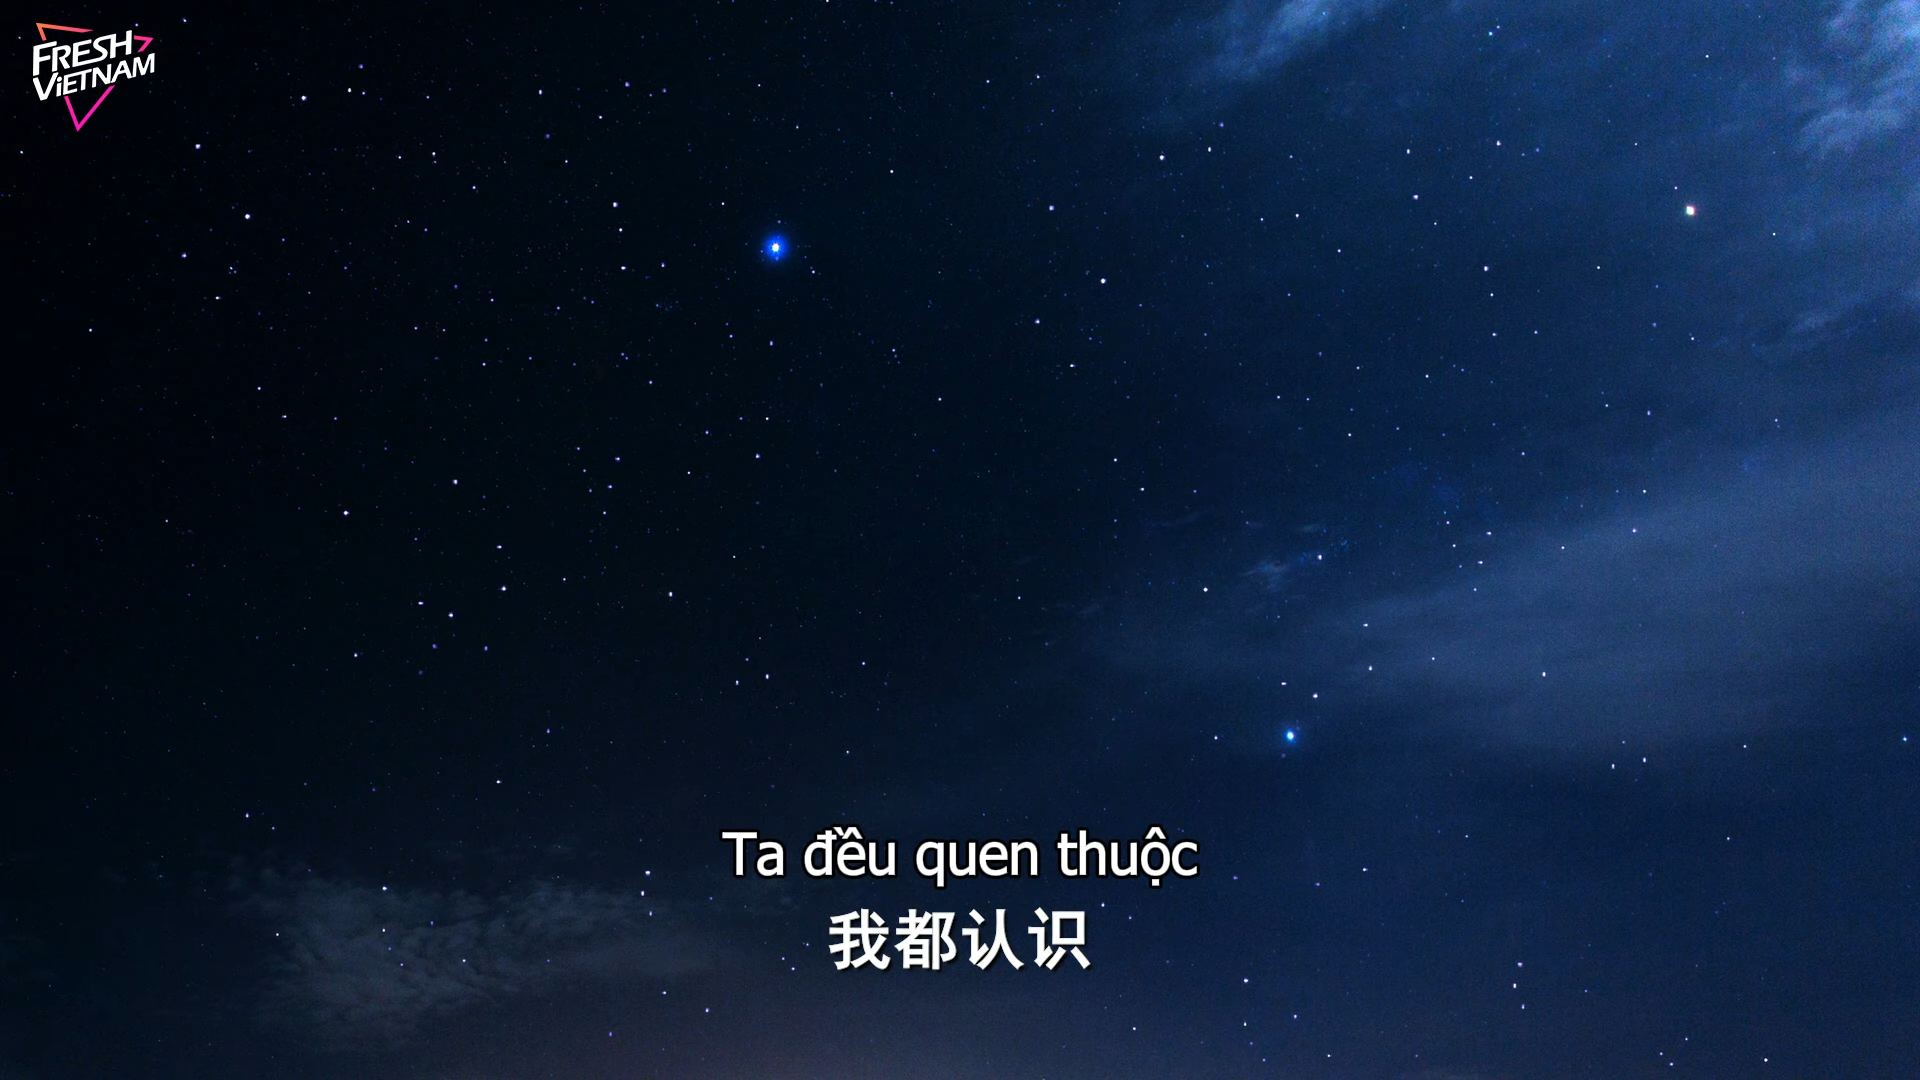 FRESH
ViETNAM
Ta đều quen thuộc
我都认识